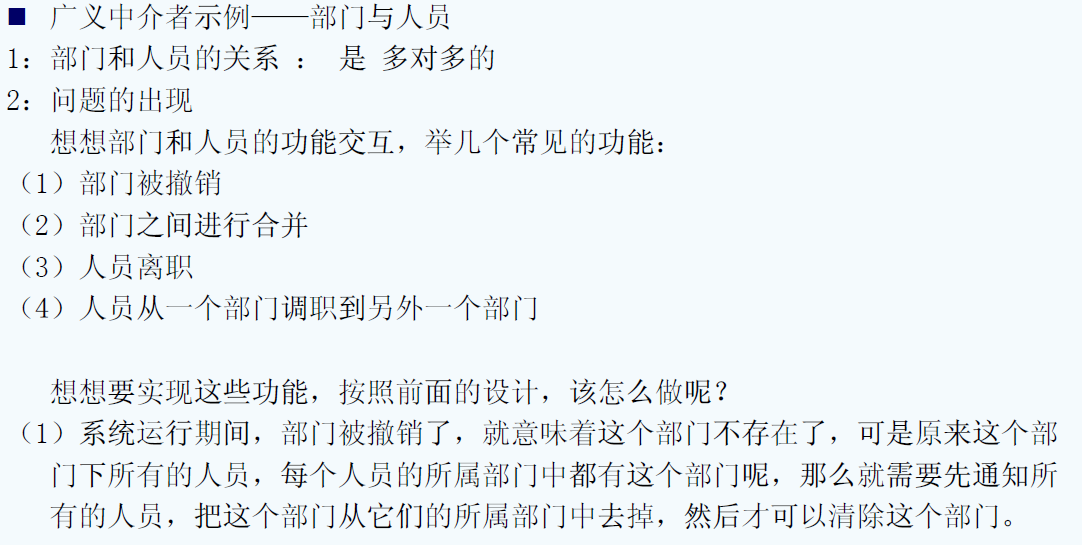 ■ 广义中介者示例——部门与人员
1：部门和人员的关系 ： 是 多对多的
2：问题的出现
想想部门和人员的功能交互，举几个常见的功能：
（1）部门被撤销
（2）部门之间进行合并
（3）人员离职
（4）人员从一个部门调职到另外一个部门
想想要实现这些功能，按照前面的设计，该怎么做呢？
（1）系统运行期间，部门被撤销了，就意味着这个部门不存在了，可是原来这个部
门下所有的人员，每个人员的所属部门中都有这个部门呢，那么就需要先通知所
有的人员，把这个部门从它们的所属部门中去掉，然后才可以清除这个部门。